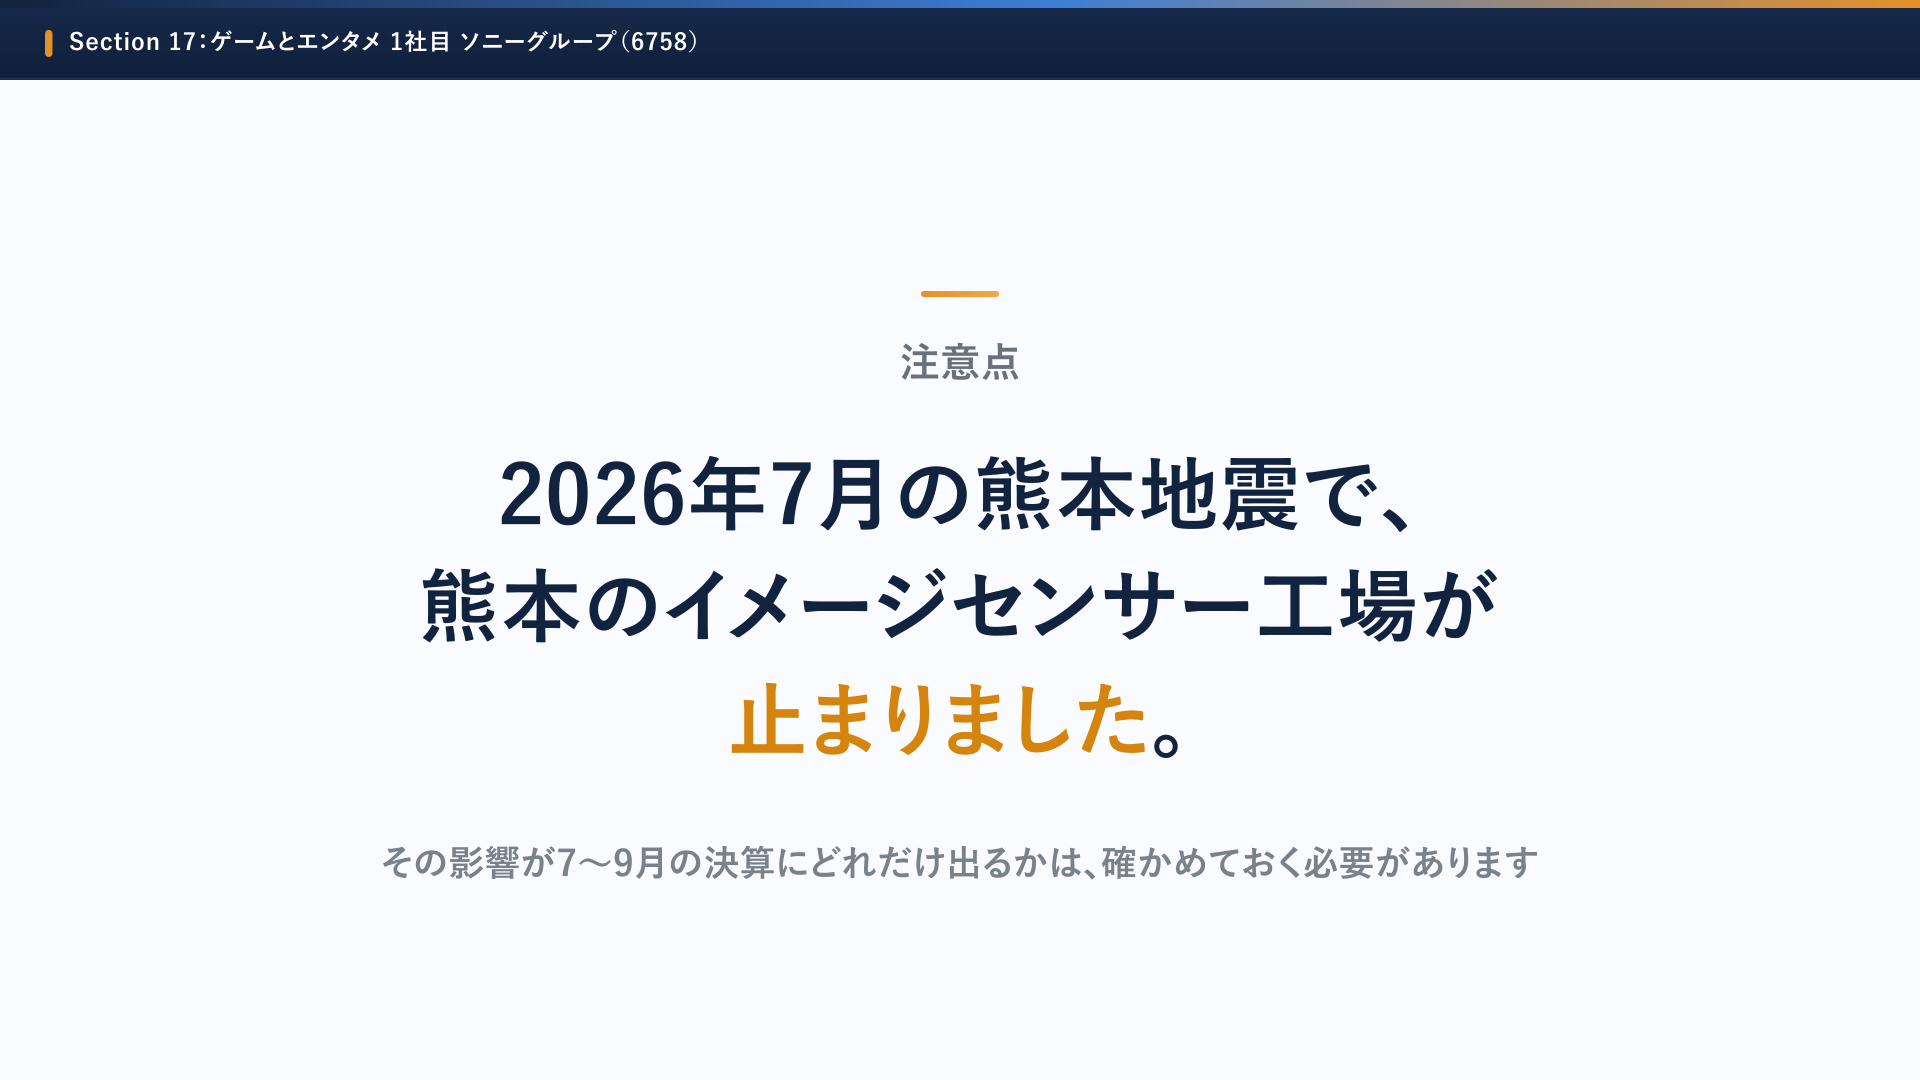 Section 17：ゲームとエンタメ 1社目 ソニーグループ（6758）
注意点
2026年7月の熊本地震で、
熊本のイメージセンサー工場が
止まりました。
その影響が7〜9月の決算にどれだけ出るかは、確かめておく必要があります